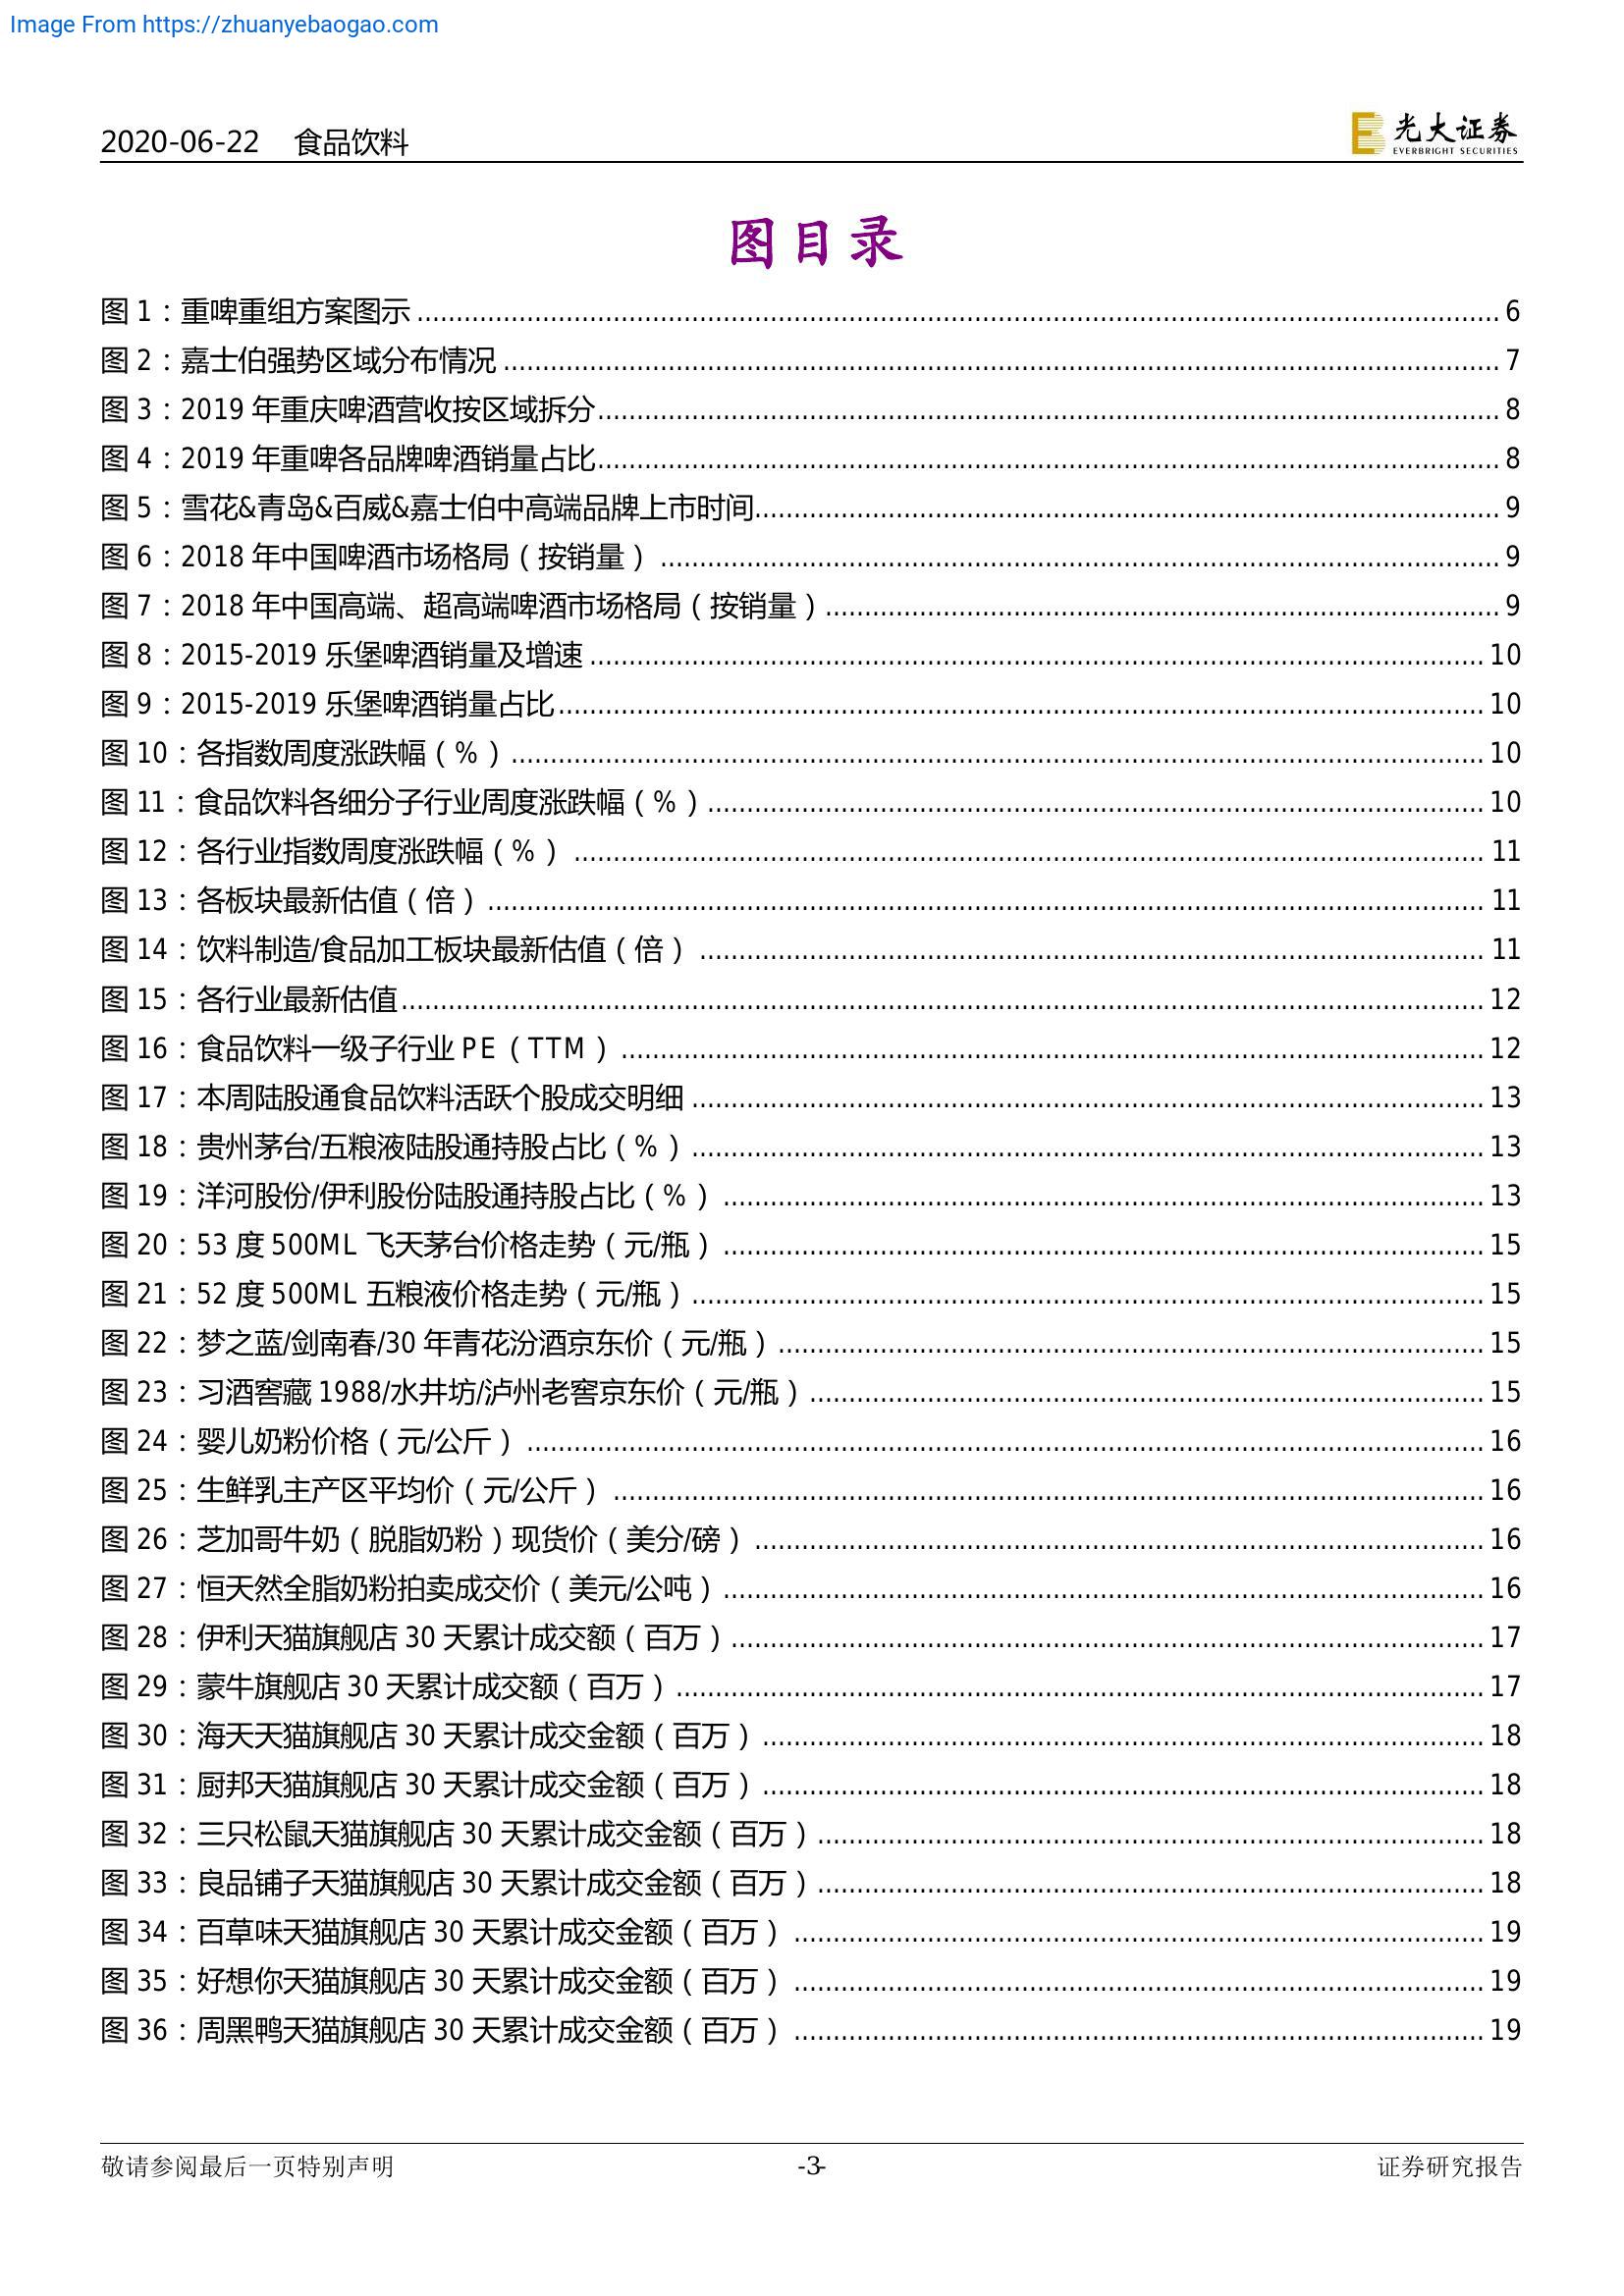 Image From https://zhuanyebaogao.com
2020-06-22 食品饮料
光大证券
EVERBRIGHT SECURITIES
图目录
图 1：重啤重组方案图示 6
图 2：嘉士伯强势区域分布情况 7
图 3：2019 年重庆啤酒营收按区域拆分 8
图 4：2019 年重啤各品牌啤酒销量占比 8
图 5：雪花&青岛&百威&嘉士伯中高端品牌上市时间 9
图 6：2018 年中国啤酒市场格局（按销量） 9
图 7：2018 年中国高端、超高端啤酒市场格局（按销量） 9
图 8：2015-2019 乐堡啤酒销量及增速 10
图 9：2015-2019 乐堡啤酒销量占比 10
图 10：各指数周度涨跌幅（%） 10
图 11：食品饮料各细分子行业周度涨跌幅（%） 10
图 12：各行业指数周度涨跌幅（%） 11
图 13：各板块最新估值（倍） 11
图 14：饮料制造/食品加工板块最新估值（倍） 11
图 15：各行业最新估值 12
图 16：食品饮料一级子行业 PE（TTM） 12
图 17：本周陆股通食品饮料活跃个股成交明细 13
图 18：贵州茅台/五粮液陆股通持股占比（%） 13
图 19：洋河股份/伊利股份陆股通持股占比（%） 13
图 20：53 度 500ML 飞天茅台价格走势（元/瓶） 15
图 21：52 度 500ML 五粮液价格走势（元/瓶） 15
图 22：梦之蓝/剑南春/30 年青花汾酒京东价（元/瓶） 15
图 23：习酒窖藏 1988/水井坊/泸州老窖京东价（元/瓶） 15
图 24：婴儿奶粉价格（元/公斤） 16
图 25：生鲜乳主产区平均价（元/公斤） 16
图 26：芝加哥牛奶（脱脂奶粉）现货价（美分/磅） 16
图 27：恒天然全脂奶粉拍卖成交价（美元/公吨） 16
图 28：伊利天猫旗舰店 30 天累计成交额（百万） 17
图 29：蒙牛旗舰店 30 天累计成交额（百万） 17
图 30：海天天猫旗舰店 30 天累计成交金额（百万） 18
图 31：厨邦天猫旗舰店 30 天累计成交金额（百万） 18
图 32：三只松鼠天猫旗舰店 30 天累计成交金额（百万） 18
图 33：良品铺子天猫旗舰店 30 天累计成交金额（百万） 18
图 34：百草味天猫旗舰店 30 天累计成交金额（百万） 19
图 35：好想你天猫旗舰店 30 天累计成交金额（百万） 19
图 36：周黑鸭天猫旗舰店 30 天累计成交金额（百万） 19
敬请参阅最后一页特别声明 -3- 证券研究报告